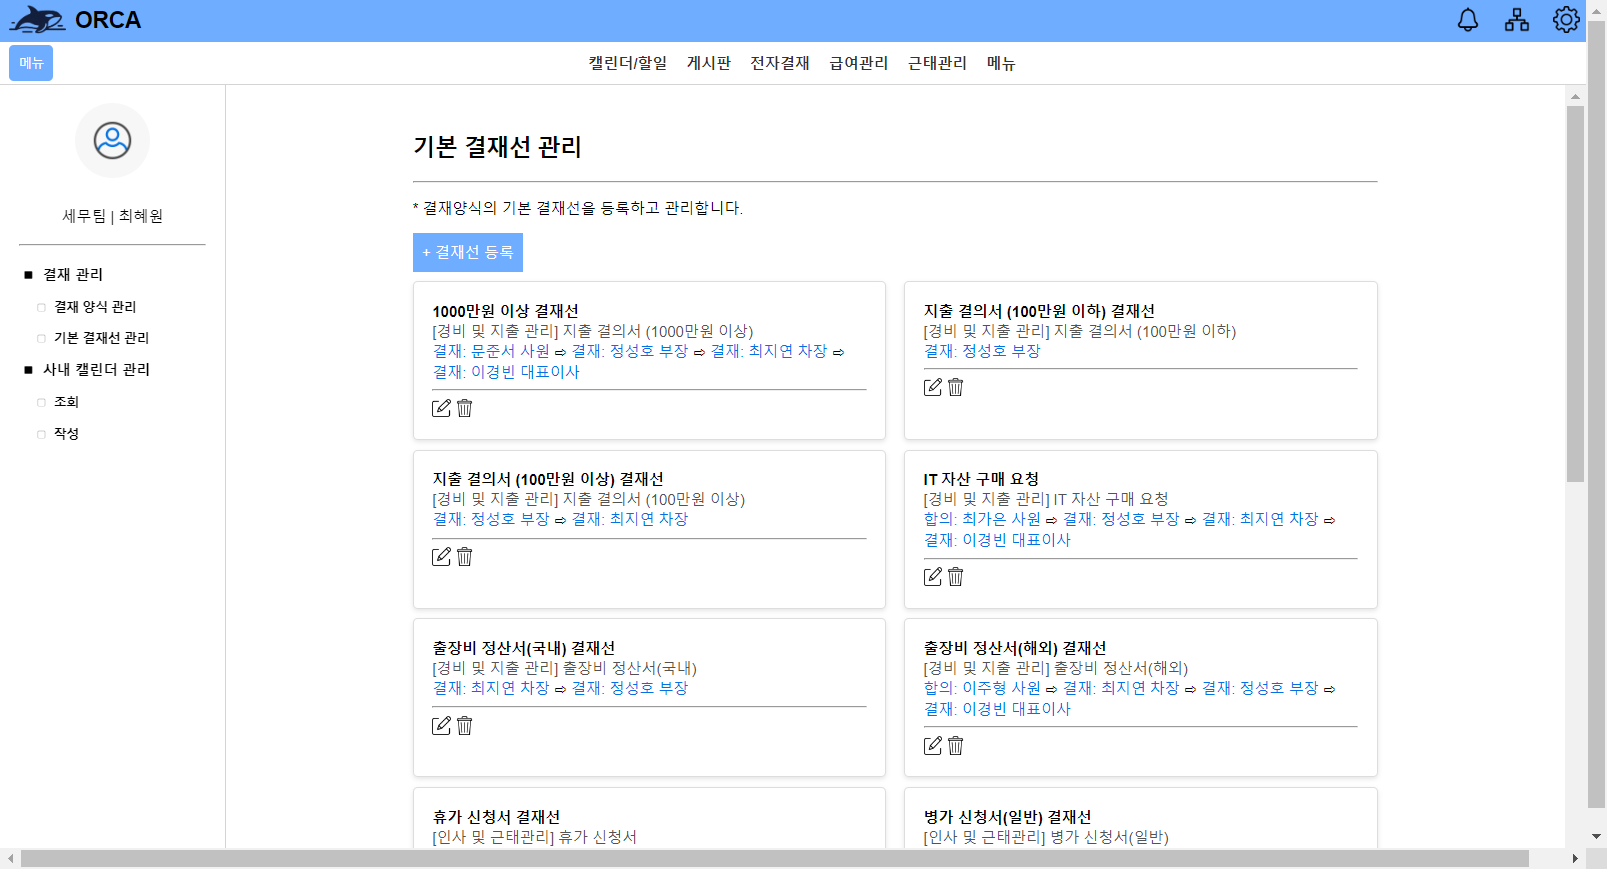 ORCA
메뉴
캘린더/할일 게시판 전자결재 급여관리 근태관리 메뉴
세무팀 | 최혜원
결재 관리
결재 양식 관리
기본 결재선 관리
사내 캘린더 관리
조회
작성
기본 결재선 관리
* 결재양식의 기본 결재선을 등록하고 관리합니다.
+ 결재선 등록
1000만원 이상 결재선
[경비 및 지출 관리] 지출 결의서 (1000만원 이상)
결재: 문준서 사원 ⇨ 결재: 정성호 부장 ⇨ 결재: 최지연 차장 ⇨
결재: 이경빈 대표이사
지출 결의서 (100만원 이하) 결재선
[경비 및 지출 관리] 지출 결의서 (100만원 이하)
결재: 정성호 부장
지출 결의서 (100만원 이상) 결재선
[경비 및 지출 관리] 지출 결의서 (100만원 이상)
결재: 정성호 부장 ⇨ 결재: 최지연 차장
IT 자산 구매 요청
[경비 및 지출 관리] IT 자산 구매 요청
합의: 최가은 사원 ⇨ 결재: 정성호 부장 ⇨ 결재: 최지연 차장 ⇨
결재: 이경빈 대표이사
출장비 정산서(국내) 결재선
[경비 및 지출 관리] 출장비 정산서(국내)
결재: 최지연 차장 ⇨ 결재: 정성호 부장
출장비 정산서(해외) 결재선
[경비 및 지출 관리] 출장비 정산서(해외)
합의: 이주형 사원 ⇨ 결재: 최지연 차장 ⇨ 결재: 정성호 부장 ⇨
결재: 이경빈 대표이사
휴가 신청서 결재선
[인사 및 근태관리] 휴가 신청서
병가 신청서(일반) 결재선
[인사 및 근태관리] 병가 신청서(일반)